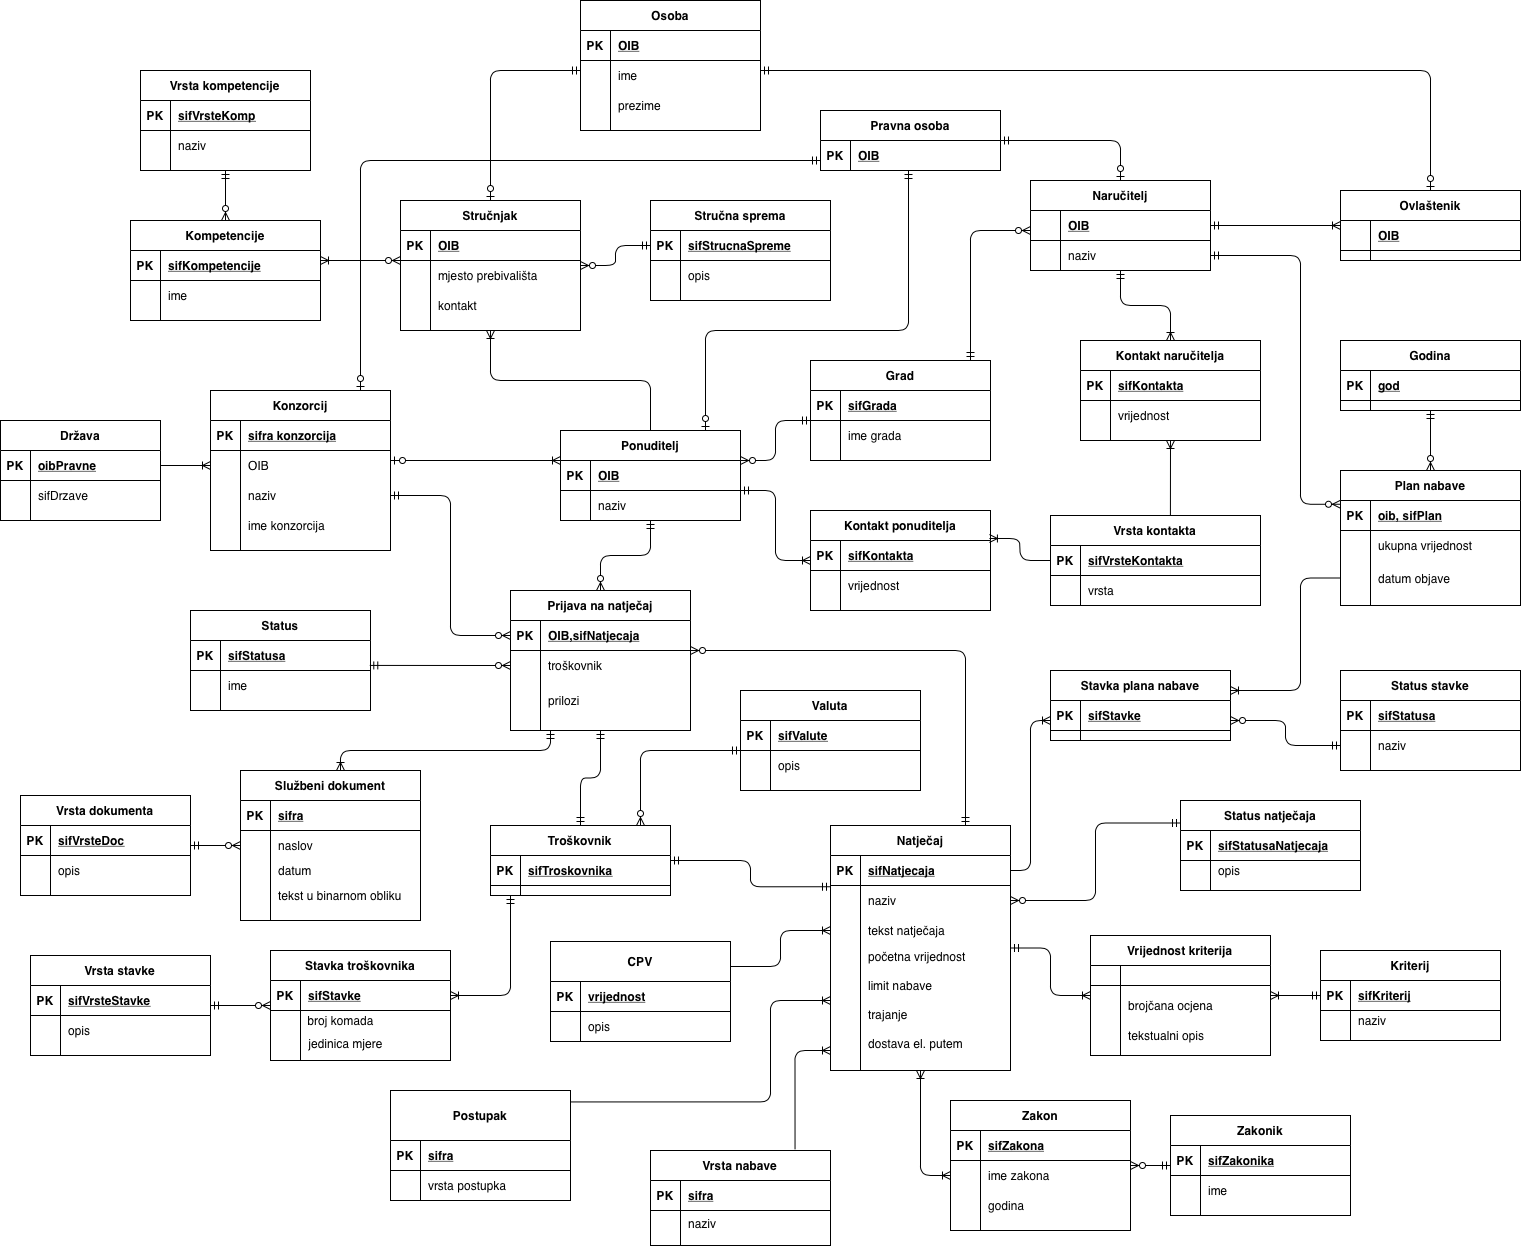 Osoba
PK OIB
ime
prezime
Vrsta kompetencije
PK sifVrsteKomp
naziv
Pravna osoba
PK OIB
Naručitelj
OIB
naziv
Ovlaštenik
OIB
Stručnjak
PK OIB
mjesto prebivališta
kontakt
Stručna sprema
PK sifStrucnaSpreme
opis
Kompetencije
PK sifKompetencije
ime
Kontakt naručitelja
PK sifKontakta
vrijednost
Godina
PK god
Grad
PK sifGrada
ime grada
Konzorcij
PK sifra konzorcija
OIB
naziv
ime konzorcija
Država
PK oibPravne
sifDrzave
Ponuditelj
PK OIB
naziv
Plan nabave
PK oib, sifPlan
ukupna vrijednost
datum objave
Kontakt ponuditelja
PK sifKontakta
vrijednost
Vrsta kontakta
PK sifVrsteKontakta
vrsta
Prijava na natječaj
PK OIB,sifNatjecaja
troškovnik
prilozi
Status
PK sifStatusa
ime
Stavka plana nabave
PK sifStavke
Status stavke
PK sifStatusa
naziv
Valuta
PK sifValute
opis
Službeni dokument
PK sifra
naslov
datum
tekst u binarnom obliku
Vrsta dokumenta
PK sifVrsteDoc
opis
Troškovnik
PK sifTroskovnika
Natječaj
PK sifNatjecaja
naziv
tekst natječaja
početna vrijednost
limit nabave
trajanje
dostava el. putem
Status natječaja
PK sifStatusaNatjecaja
opis
Vrijednost kriterija
brojčana ocjena
tekstualni opis
Kriterij
PK sifKriterij
naziv
CPV
PK vrijednost
opis
Stavka troškovnika
PK sifStavke
broj komada
jedinica mjere
Vrsta stavke
PK sifVrsteStavke
opis
Postupak
PK sifra
vrsta postupka
Vrsta nabave
PK sifra
naziv
Zakon
PK sifZakona
ime zakona
godina
Zakonik
PK sifZakonika
ime